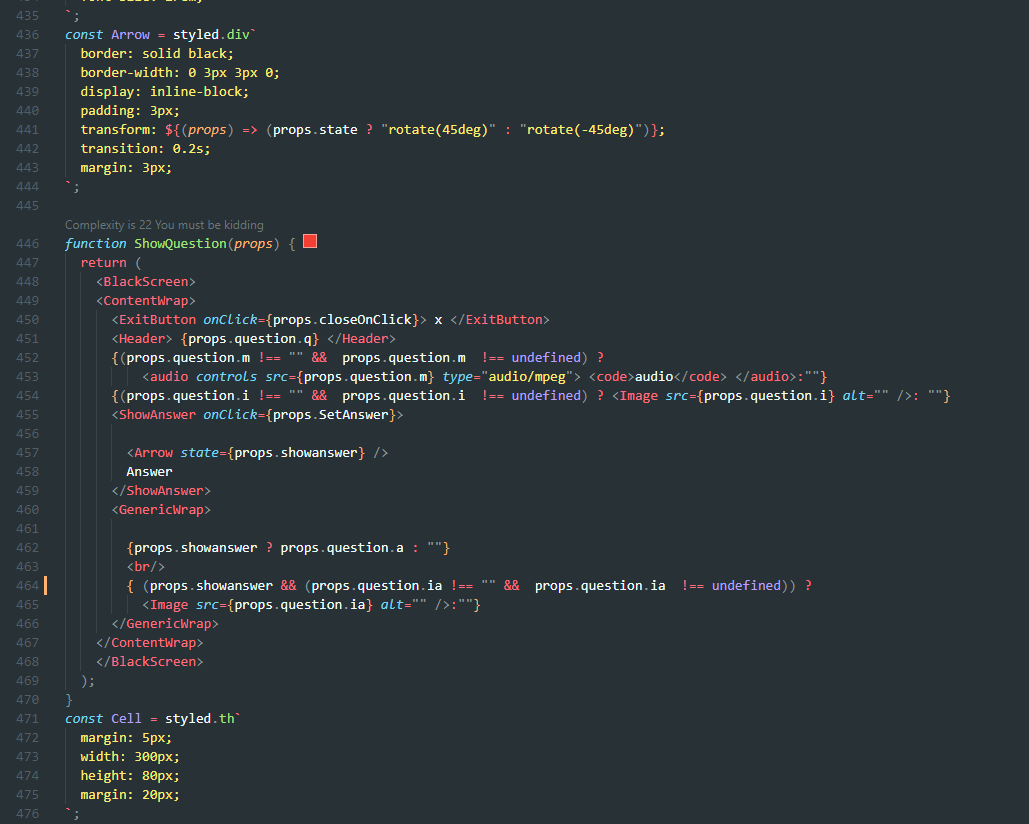 435 `;
436 const Arrow = styled.div`
437 border: solid black;
438 border-width: 0 3px 3px 0;
439 display: inline-block;
440 padding: 3px;
441 transform: ${(props) => (props.state ? "rotate(45deg)" : "rotate(-45deg)")};
442 transition: 0.2s;
443 margin: 3px;
444 `;
445
Complexity is 22 You must be kidding
446 function ShowQuestion(props) {
447 return (
448 <BlackScreen>
449 <ContentWrap>
450 <ExitButton onClick={props.closeOnClick}> x </ExitButton>
451 <Header> {props.question.q} </Header>
452 {(props.question.m !== "" &&  props.question.m  !== undefined) ?
453 <audio controls src={props.question.m} type="audio/mpeg"> <code>audio</code> </audio>:""}
454 {(props.question.i !== "" &&  props.question.i  !== undefined) ? <Image src={props.question.i} alt="" />: ""}
455 <ShowAnswer onClick={props.SetAnswer}>
456
457 <Arrow state={props.showanswer} />
458 Answer
459 </ShowAnswer>
460 <GenericWrap>
461
462 {props.showanswer ? props.question.a : ""}
463 <br/>
464 { (props.showanswer && (props.question.ia !== "" &&  props.question.ia  !== undefined)) ?
465 <Image src={props.question.ia} alt="" />:""}
466 </GenericWrap>
467 </ContentWrap>
468 </BlackScreen>
469 );
470 }
471 const Cell = styled.th`
472 margin: 5px;
473 width: 300px;
474 height: 80px;
475 margin: 20px;
476 `;